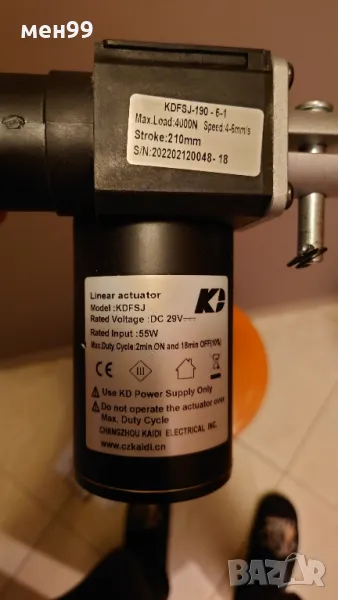 мен99
KDFSJ-190 - 6-1
Max.Load:4000N Speed:4-6mm/s
Stroke:210mm
S/N:202202120048- 18
KD
Linear actuator
Model :KDFSJ
Rated Voltage :DC 29V
Rated Input :55W
Max.Duty Cycle:2min ON and 18min OFF(10%)
CE
III
Use KD Power Supply Only
Do not operate the actuator over
Max. Duty Cycle
CHANGZHOU KAIDI ELECTRICAL INC.
www.czkaidi.cn
BAZAR